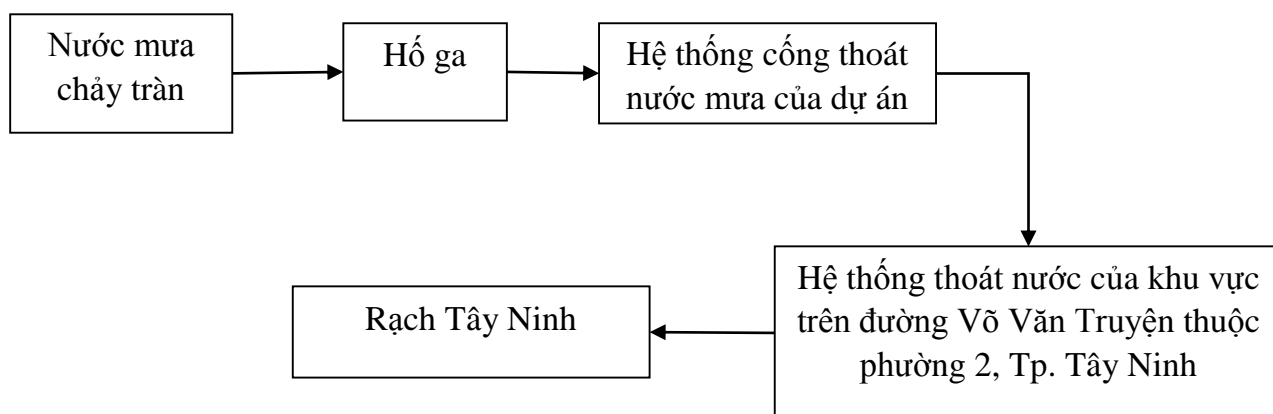 Nước mưa
chảy tràn
Hố ga
Hệ thống cống thoát
nước mưa của dự án
Hệ thống thoát nước của khu vực
trên đường Võ Văn Truyện thuộc
phường 2, Tp. Tây Ninh
Rạch Tây Ninh